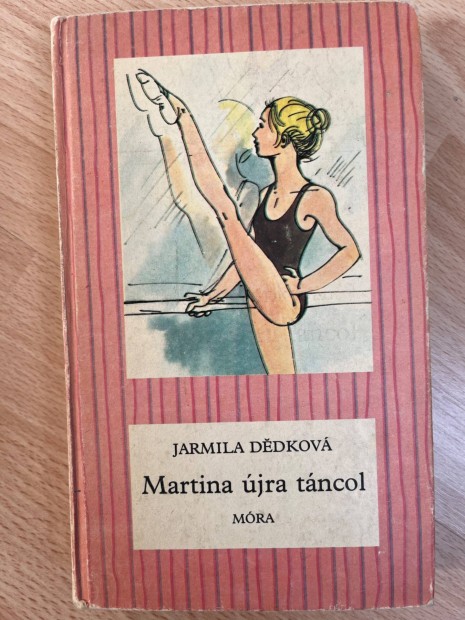 JARMILA DĚDKOVÁ
Martina újra táncol
MÓRA